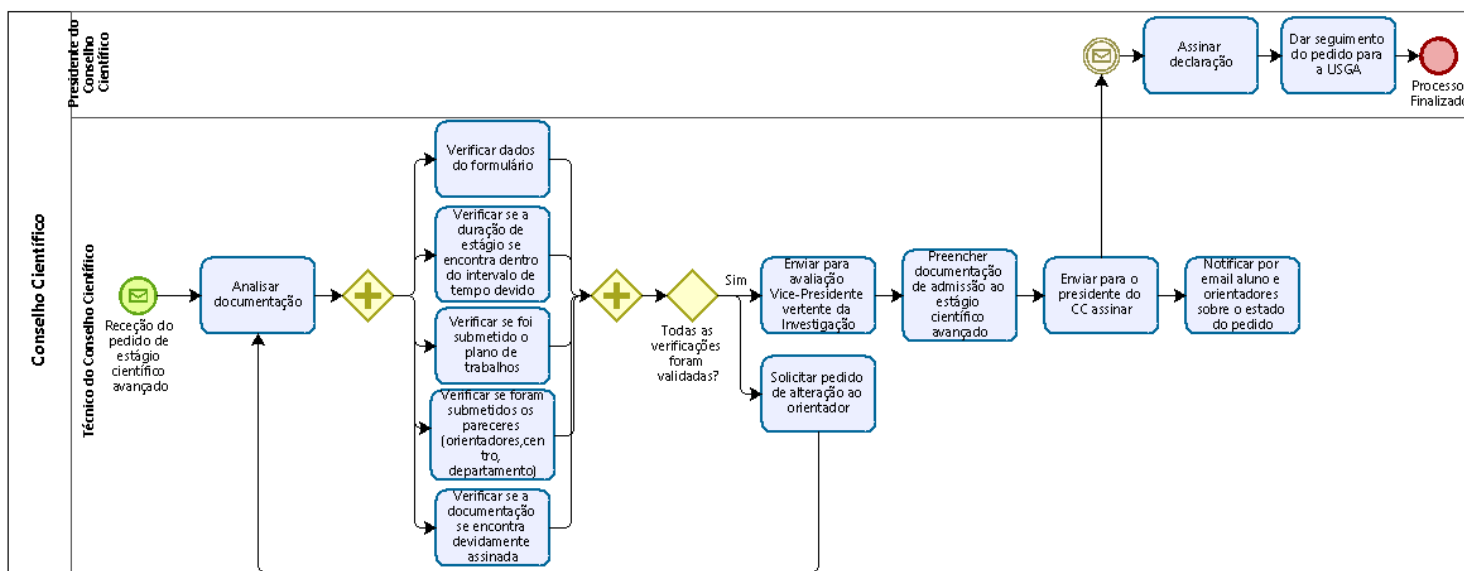 Conselho Científico
Presidente do
Conselho
Científico
Assinar
declaração
Dar seguimento
do pedido para
a USGA
Processo
Finalizado
Técnico do Conselho Científico
Receção do
pedido de
estágio
científico
avançado
Analisar
documentação
Verificar dados
do formulário
Verificar se a
duração de
estágio se
encontra dentro
do intervalo de
tempo devido
Verificar se foi
submetido o
plano de
trabalhos
Verificar se foram
submetidos os
pareceres
(orientadores,cen
tro,
departamento)
Verificar se a
documentação
se encontra
devidamente
assinada
Todas as
verificações
foram
validadas?
Sim
Enviar para
avaliação
Vice-Presidente
vertente da
Investigação
Solicitar pedido
de alteração ao
orientador
Preencher
documentação
de admissão ao
estágio
científico
avançado
Enviar para o
presidente do
CC assinar
Notificar por
email aluno e
orientadores
sobre o estado
do pedido